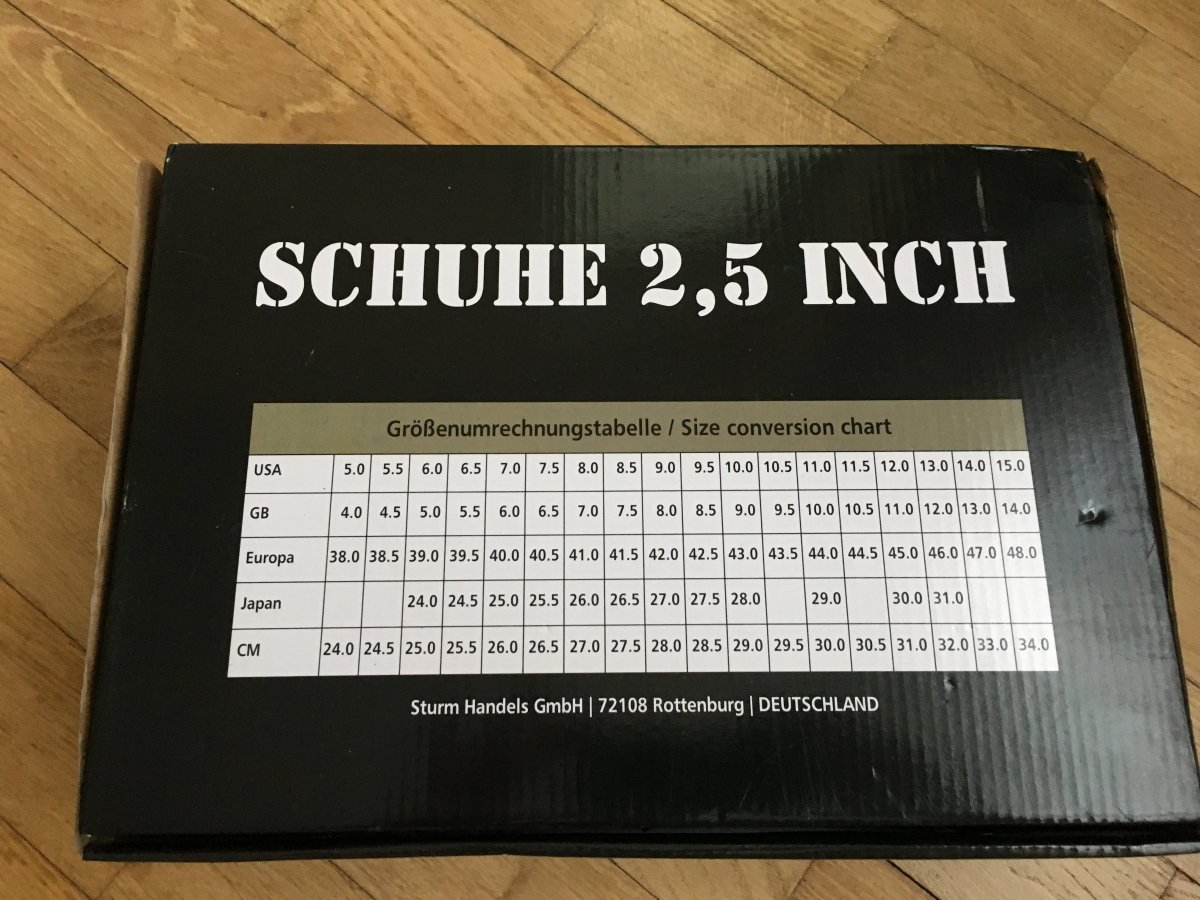 SCHUHE 2,5 INCH
Größenumrechnungstabelle / Size conversion chart
USA 5.0 5.5 6.0 6.5 7.0 7.5 8.0 8.5 9.0 9.5 10.0 10.5 11.0 11.5 12.0 13.0 14.0 15.0
GB 4.0 4.5 5.0 5.5 6.0 6.5 7.0 7.5 8.0 8.5 9.0 9.5 10.0 10.5 11.0 12.0 13.0 14.0
Europa 38.0 38.5 39.0 39.5 40.0 40.5 41.0 41.5 42.0 42.5 43.0 43.5 44.0 44.5 45.0 46.0 47.0 48.0
Japan 24.0 24.5 25.0 25.5 26.0 26.5 27.0 27.5 28.0 29.0 30.0 31.0
CM 24.0 24.5 25.0 25.5 26.0 26.5 27.0 27.5 28.0 28.5 29.0 29.5 30.0 30.5 31.0 32.0 33.0 34.0
Sturm Handels GmbH | 72108 Rottenburg | DEUTSCHLAND